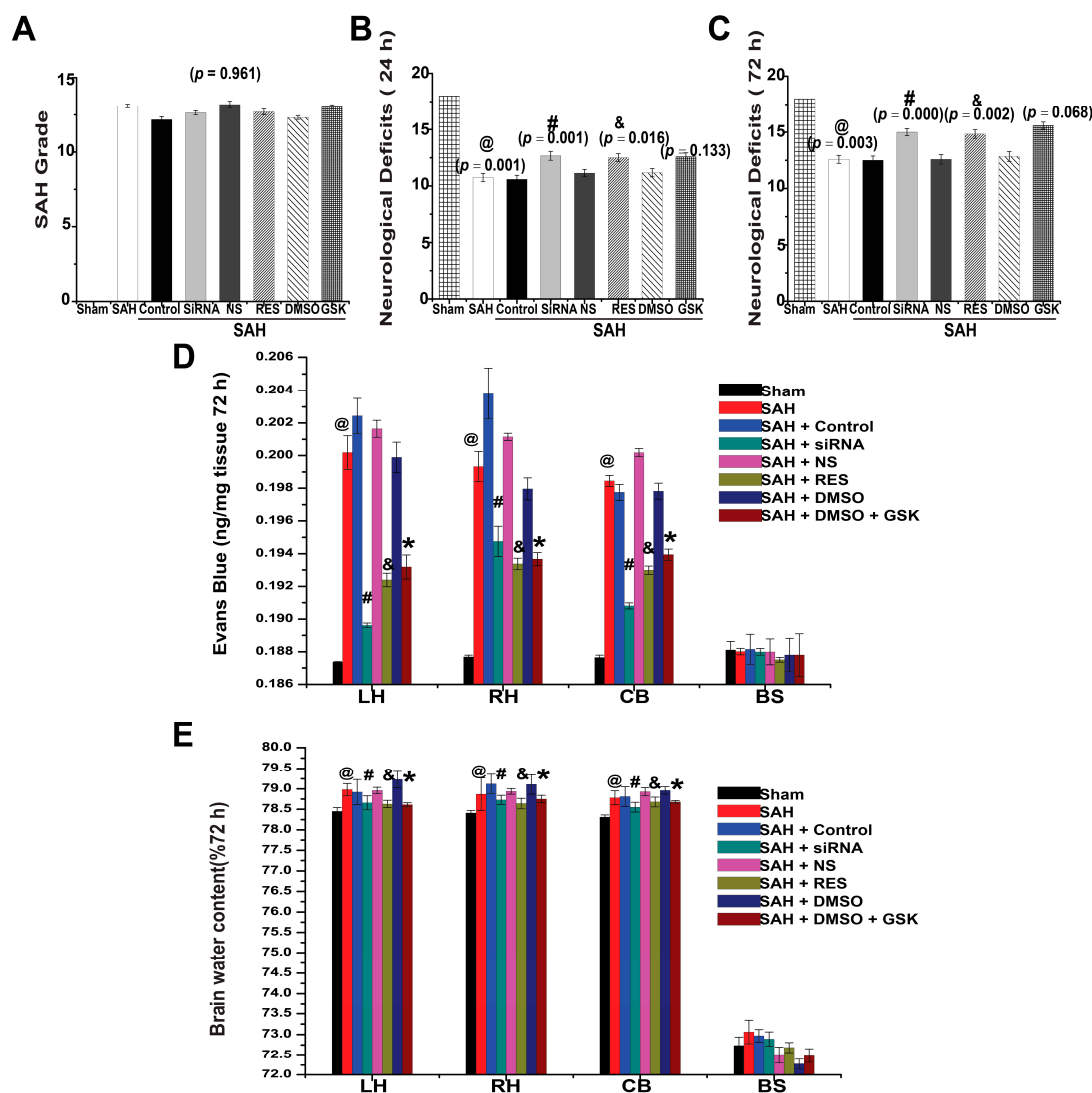 A
SAH Grade
15
10
5
0
(p = 0.961)
Sham SAH Control SiRNA NS RES DMSO GSK
SAH
B
Neurological Deficits ( 24 h)
20
15
10
5
0
@
(p = 0.001)
#
(p = 0.001)
&
(p = 0.016)
(p = 0.133)
Sham SAH Control SiRNA NS RES DMSO GSK
SAH
C
Neurological Deficits ( 72 h)
20
15
10
5
0
@
(p = 0.003)
#
(p = 0.000)
&
(p = 0.002)
(p = 0.068)
Sham SAH Control SiRNA NS RES DMSO GSK
SAH
D
Evans Blue (ng/mg tissue 72 h)
0.206
0.204
0.202
0.200
0.198
0.196
0.194
0.192
0.190
0.188
0.186
@ # & *
@ # & *
@ # & *
LH RH CB BS
Sham
SAH
SAH + Control
SAH + siRNA
SAH + NS
SAH + RES
SAH + DMSO
SAH + DMSO + GSK
E
Brain water content(%72 h)
80.0
79.5
79.0
78.5
78.0
77.5
77.0
76.5
76.0
75.5
75.0
74.5
74.0
73.5
73.0
72.5
72.0
@ # & *
@ # & *
@ # & *
LH RH CB BS
Sham
SAH
SAH + Control
SAH + siRNA
SAH + NS
SAH + RES
SAH + DMSO
SAH + DMSO + GSK